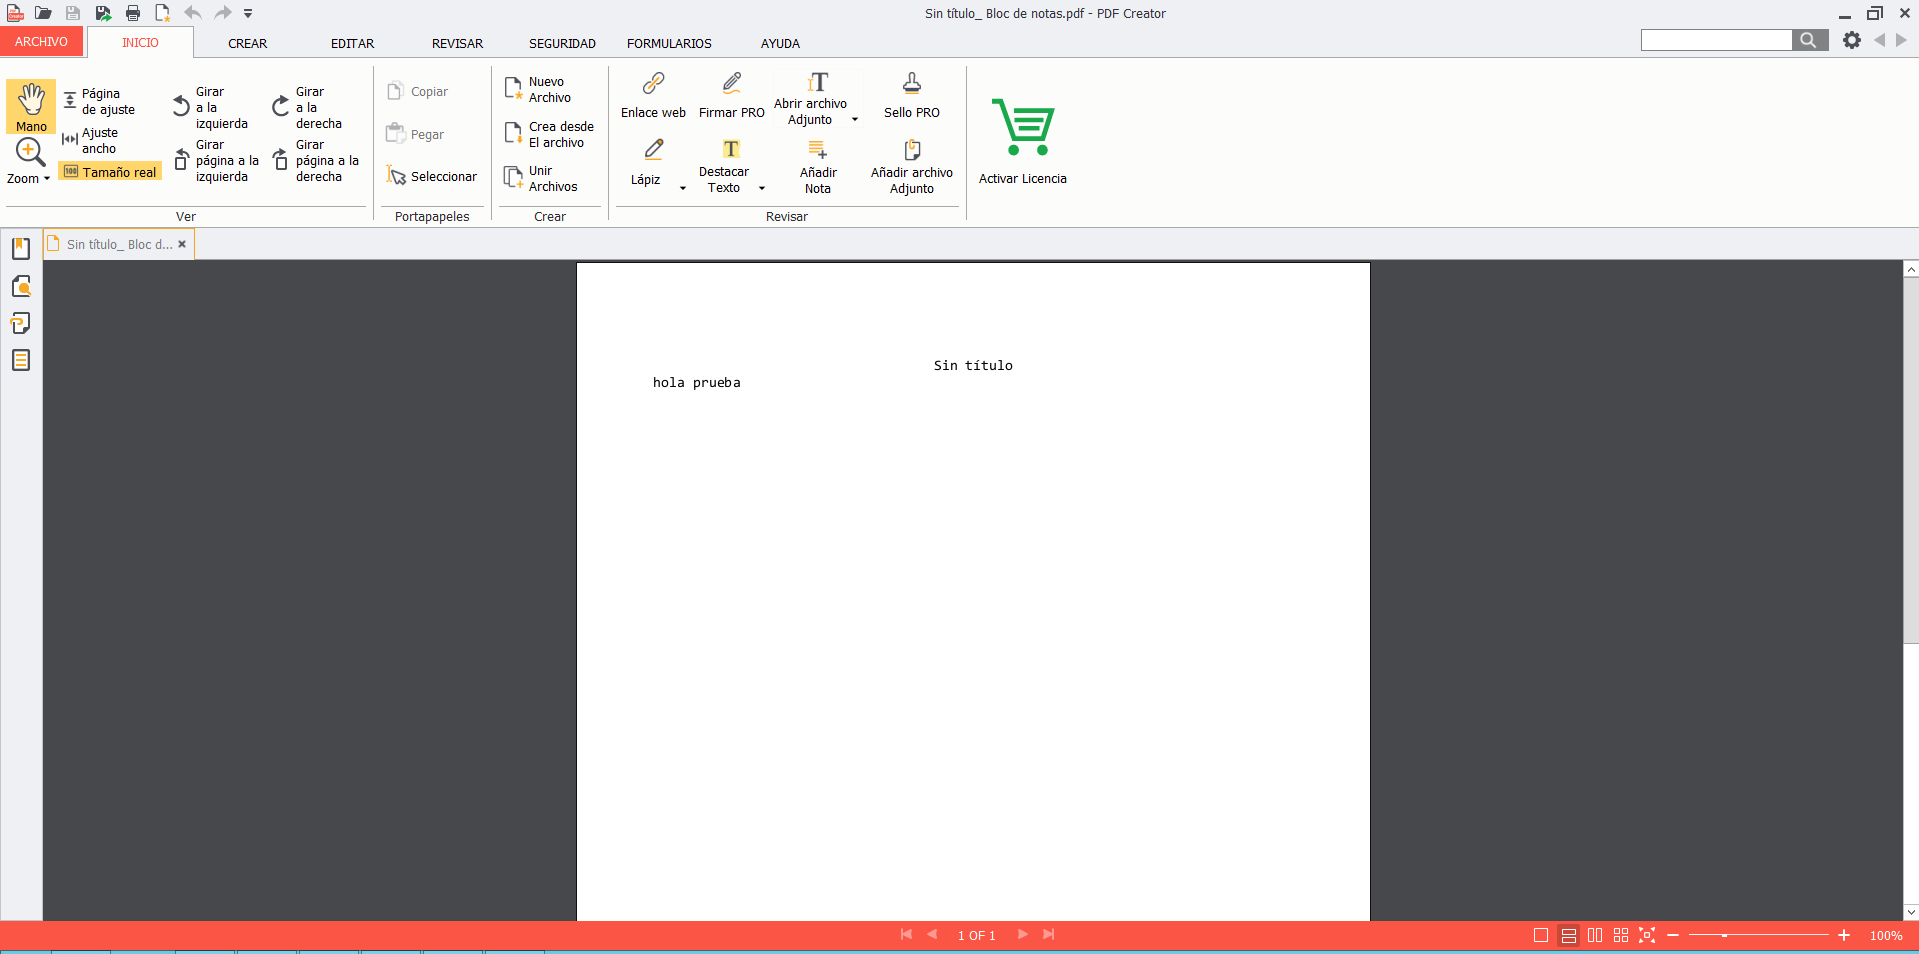 Sin título_ Bloc de notas.pdf - PDF Creator
ARCHIVO
INICIO
CREAR
EDITAR
REVISAR
SEGURIDAD
FORMULARIOS
AYUDA
Mano
Zoom
Página
de ajuste
Ajuste
ancho
Tamaño real
Girar
a la
izquierda
Girar
página a la
izquierda
Girar
a la
derecha
Girar
página a la
derecha
Ver
Copiar
Pegar
Seleccionar
Portapapeles
Nuevo
Archivo
Crea desde
El archivo
Unir
Archivos
Crear
Enlace web
Firmar PRO
Abrir archivo
Adjunto
Sello PRO
Lápiz
Destacar
Texto
Añadir
Nota
Añadir archivo
Adjunto
Revisar
Activar Licencia
Sin título_ Bloc d...
Sin título
hola prueba
1 OF 1
100%